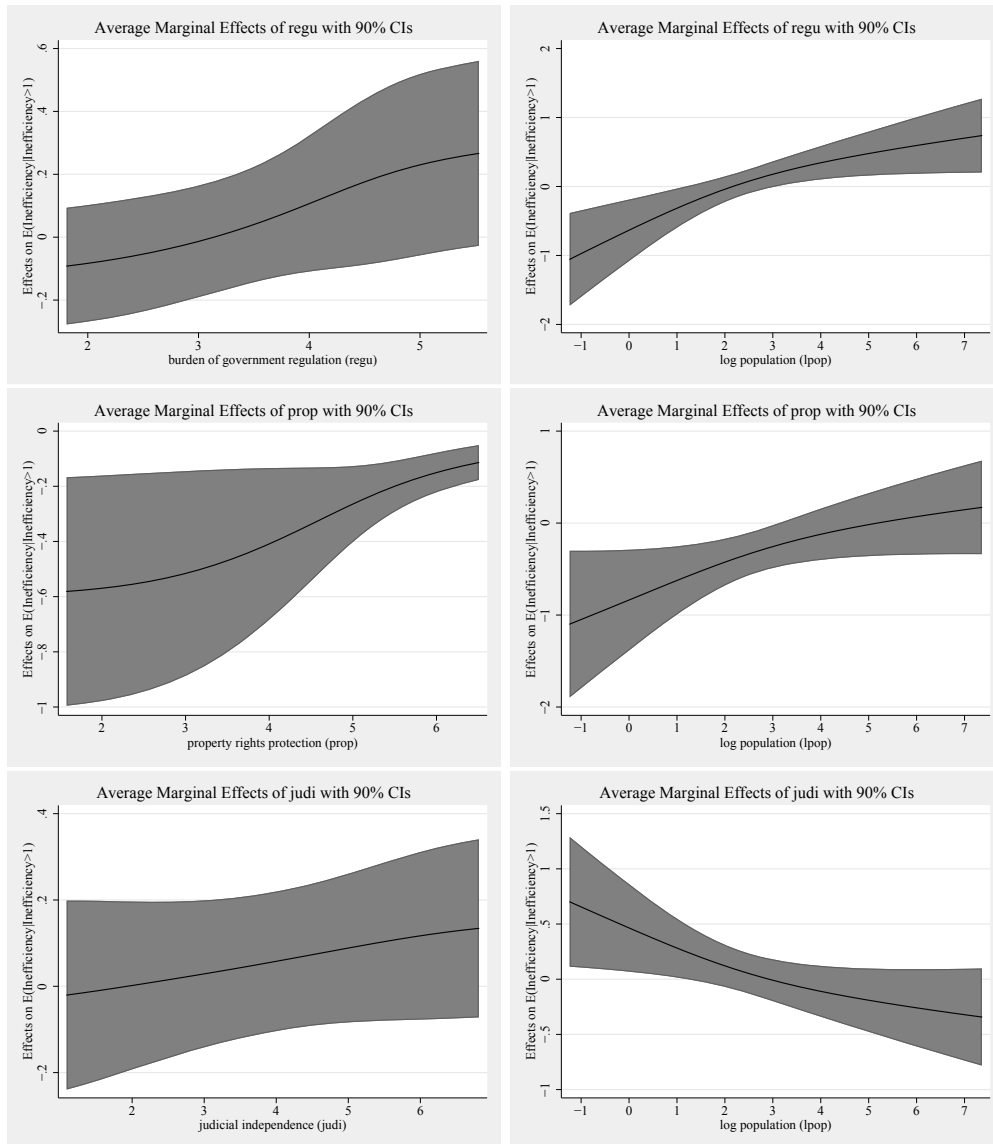 Average Marginal Effects of regu with 90% CIs
Effects on E(Inefficiency|Inefficiency>1)
.6
.4
.2
0
-.2
2 3 4 5
burden of government regulation (regu)
Average Marginal Effects of regu with 90% CIs
Effects on E(Inefficiency|Inefficiency>1)
2
1
0
−1
−2
−1 0 1 2 3 4 5 6 7
log population (lpop)
Average Marginal Effects of prop with 90% CIs
Effects on E(Inefficiency|Inefficiency>1)
0
-.2
-.4
-.6
-.8
−1
2 3 4 5 6
property rights protection (prop)
Average Marginal Effects of prop with 90% CIs
Effects on E(Inefficiency|Inefficiency>1)
1
0
−1
−2
−1 0 1 2 3 4 5 6 7
log population (lpop)
Average Marginal Effects of judi with 90% CIs
Effects on E(Inefficiency|Inefficiency>1)
.4
.2
0
-.2
2 3 4 5 6
judicial independence (judi)
Average Marginal Effects of judi with 90% CIs
Effects on E(Inefficiency|Inefficiency>1)
1.5
1
.5
0
-.5
−1
−1 0 1 2 3 4 5 6 7
log population (lpop)